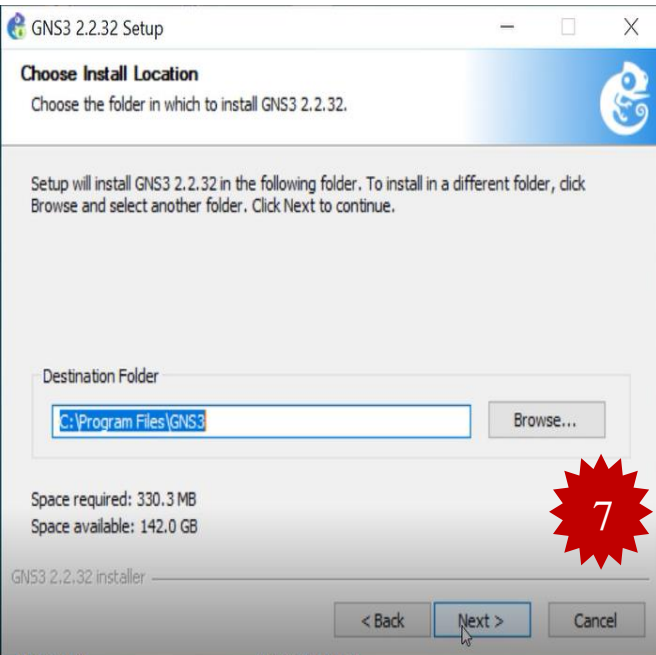 GNS3 2.2.32 Setup
Choose Install Location
Choose the folder in which to install GNS3 2.2.32.
Setup will install GNS3 2.2.32 in the following folder. To install in a different folder, click
Browse and select another folder. Click Next to continue.
Destination Folder
C:\Program Files\GNS3
Browse...
Space required: 330.3 MB
Space available: 142.0 GB
7
GNS3 2.2.32 installer
< Back Next > Cancel